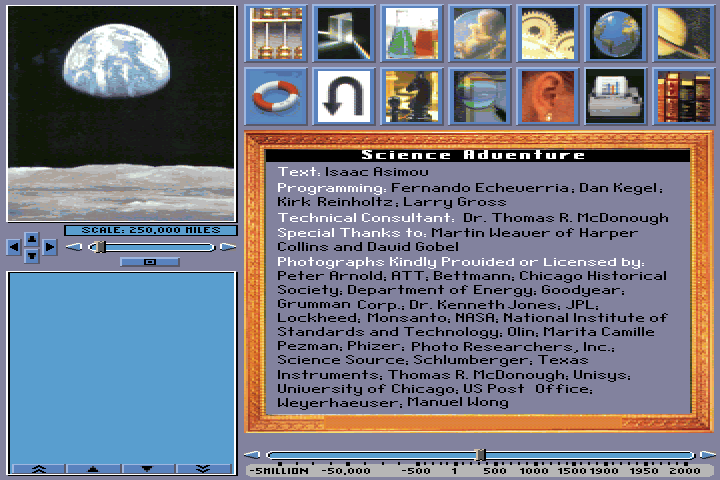 SCALE: 250,000 MILES
Science Adventure
Text: Isaac Asimov
Programming: Fernando Echeverria; Dan Kegel;
Kirk Reinholtz; Larry Gross
Technical Consultant: Dr. Thomas R. McDonough
Special Thanks to: Martin Weaver of Harper
Collins and David Gobel
Photographs Kindly Provided or Licensed by:
Peter Arnold; ATT; Bettmann; Chicago Historical
Society; Department of Energy; Goodyear;
Grumman Corp.; Dr. Kenneth Jones; JPL;
Lockheed; Monsanto; NASA; National Institute of
Standards and Technology; Olin; Marita Camille
Pezman; Phizer; Photo Researchers, Inc.;
Science Source; Schlumberger; Texas
Instruments; Thomas R. McDonough; Unisys;
University of Chicago; US Post Office;
Weyerhaeuser; Manuel Wong
-5MILLION -50,000 -500 1 1000 1500 1900 1950 2000